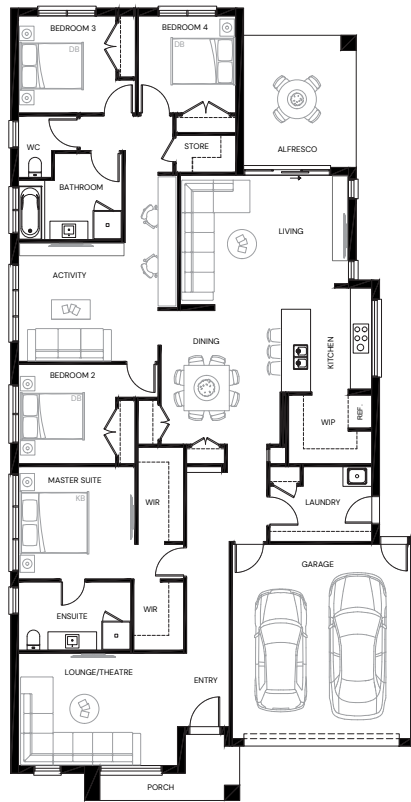 BEDROOM 3
BEDROOM 4
DB
DB
WC
STORE
ALFRESCO
BATHROOM
LIVING
ACTIVITY
DINING
KITCHEN
BEDROOM 2
DB
WIP
REF.
MASTER SUITE
KB
WIR
LAUNDRY
GARAGE
ENSUITE
WIR
LOUNGE/THEATRE
ENTRY
PORCH